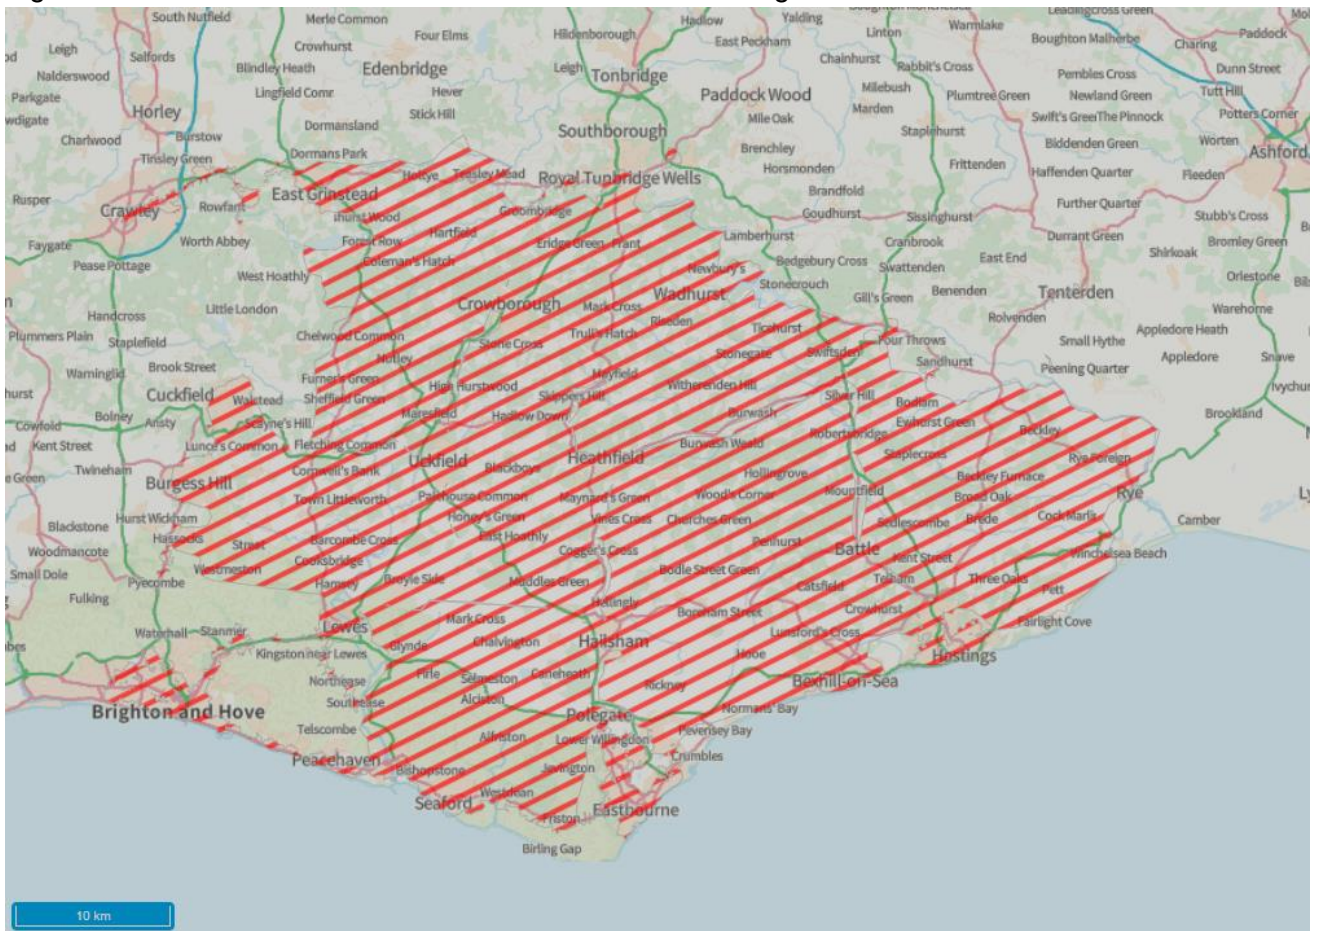 South Nutfield
Merle Common
Four Elms
Hildenborough
Hadlow
Yalding
Linton
Warmlake
Leadingcross Green
Boughton Malherbe
Charing
Paddock
Leigh
Salfords
Crowhurst
Blindley Heath
Edenbridge
Leigh
Tonbridge
East Peckham
Chainhurst
Rabbit's Cross
Pembles Cross
Dunn Street
Nalderswood
Lingfield Comr
Hever
Paddock Wood
Milebush
Plumtree Green
Newland Green
Tutt Hill
Parkgate
Horley
Stick Hill
Marden
Mile Oak
Swift's Green
The Pinnock
Potters Corner
Charlwood
Burstow
Dormansland
Southborough
Staplehurst
Biddenden Green
Worten
Ashford
Tinsley Green
Dormans Park
Brenchley
Horsmonden
Frittenden
Haffenden Quarter
Fleeden
Rusper
Crawley
Rowfant
East Grinstead
Holtye
Royal Tunbridge Wells
Brandfold
Goudhurst
Sissinghurst
Further Quarter
Stubb's Cross
Faygate
Worth Abbey
ihurst Wood
Groombridge
Hartfield
Forest Row
Eridge Green
Frant
Lamberhurst
Cranbrook
Durrant Green
Bromley Green
Pease Pottage
West Hoathly
Coleman's Hatch
Newbury's
Bedgebury Cross
Swattenden
East End
Shirkoak
Orlestone
Handcross
Little London
Crowborough
Mark Cross
Wadhurst
Stonecrouch
Gill's Green
Benenden
Tenterden
Warehorne
Plummers Plain
Staplefield
Chelwood Common
Stone Cross
Trull's Hatch
Riseden
Ticehurst
Four Throws
Rolvenden
Small Hythe
Appledore Heath
Warninglid
Brook Street
Nutley
Mayfield
Stonegate
Swiftsden
Sandhurst
Peening Quarter
Appledore
Snave
Cuckfield
Walstead
Furner's Green
Sheffield Green
High Hurstwood
Skippers Hill
Witherenden Hill
Silver Hill
Bodiam
Brookland
Ivychur
Cowfold
Bolney
Ansty
Scayne's Hill
Maresfield
Hadlow Down
Burwash
Robertsbridge
Ewhurst Green
Beckley
Kent Street
Lunce's Common
Fletching Common
Uckfield
Blackboys
Heathfield
Burwash Weald
Staplecross
Rye Foreign
Twineham
Burgess Hill
Cornwell's Bank
Hollingrove
Beckley Furnace
Town Littleworth
Palehouse Common
Maynard's Green
Wood's Corner
Mountfield
Broad Oak
Rye
Blackstone
Hurst Wickham
Honey's Green
Vines Cross
Churches Green
Sedlescombe
Brede
Cock Marlin
Camber
Woodmancote
Hassocks
Street
Barcombe Cross
East Hoathly
Cogger's Cross
Penhurst
Battle
Kent Street
Winchelsea Beach
Small Dole
Pyecombe
Westmeston
Cooksbridge
Hamsey
Broyle Side
Muddles Green
Bodle Street Green
Catsfield
Telham
Three Oaks
Pett
Fulking
Hellingly
Mark Cross
Boreham Street
Crowhurst
Fairlight Cove
Waterhall
Stanmer
Lewes
Glynde
Chalvington
Hailsham
Lunsford's Cross
Hastings
Kingston near Lewes
Hooe
Northease
Firle
Selmeston
Caneheath
Rickney
Bexhill-on-Sea
Brighton and Hove
Southease
Alciston
Polegate
Normans' Bay
Telscombe
Alfriston
Lower Willingdon
Pevensey Bay
Peacehaven
Bishopstone
Jevington
Crumbles
Seaford
Westdean
Friston
Eastbourne
Birling Gap
10 km